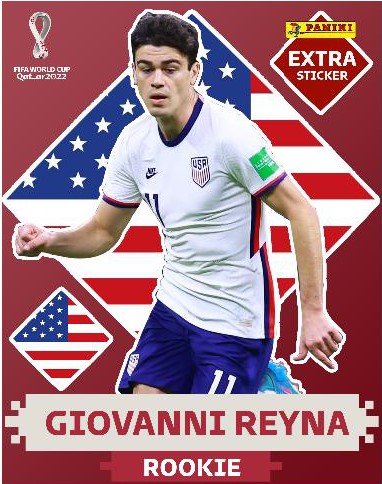 FIFA WORLD CUP
Qatar2022
PANINI
EXTRA
STICKER
USA
11
11
GIOVANNI REYNA
ROOKIE